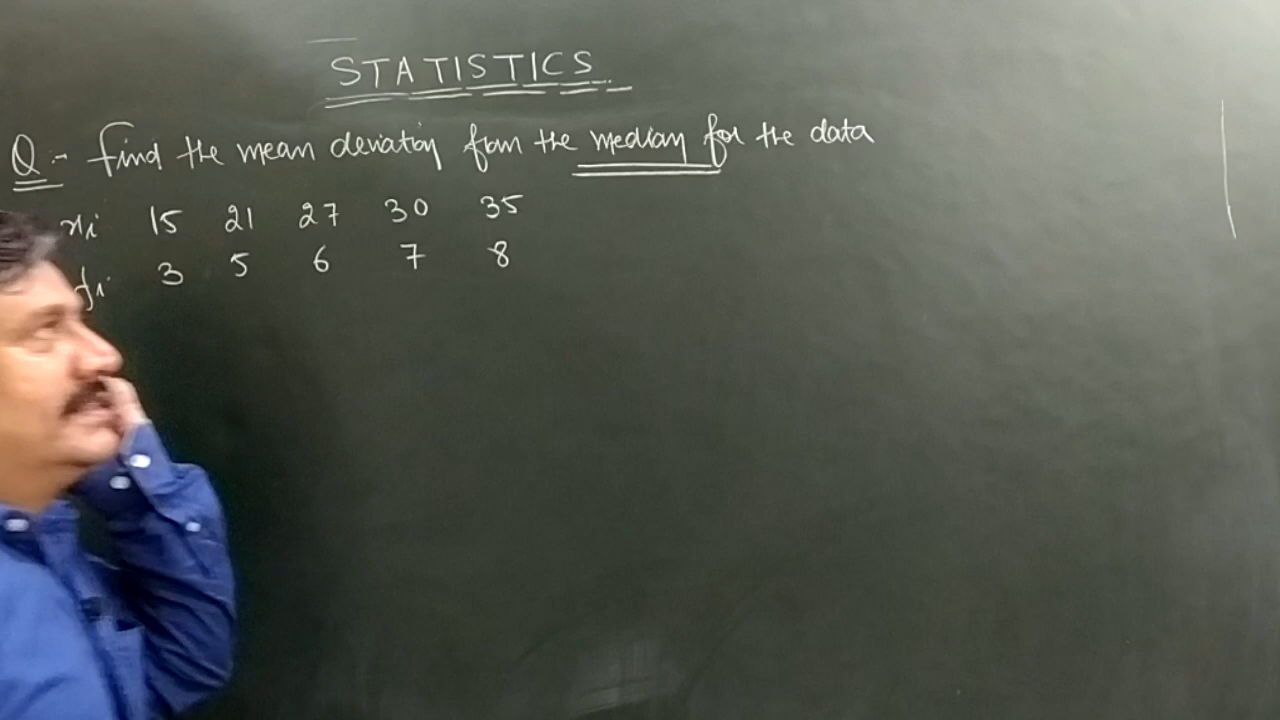 STATISTICS
Q:- Find the mean deviation from the median for the data
xi 15 21 27 30 35
fi 3 5 6 7 8